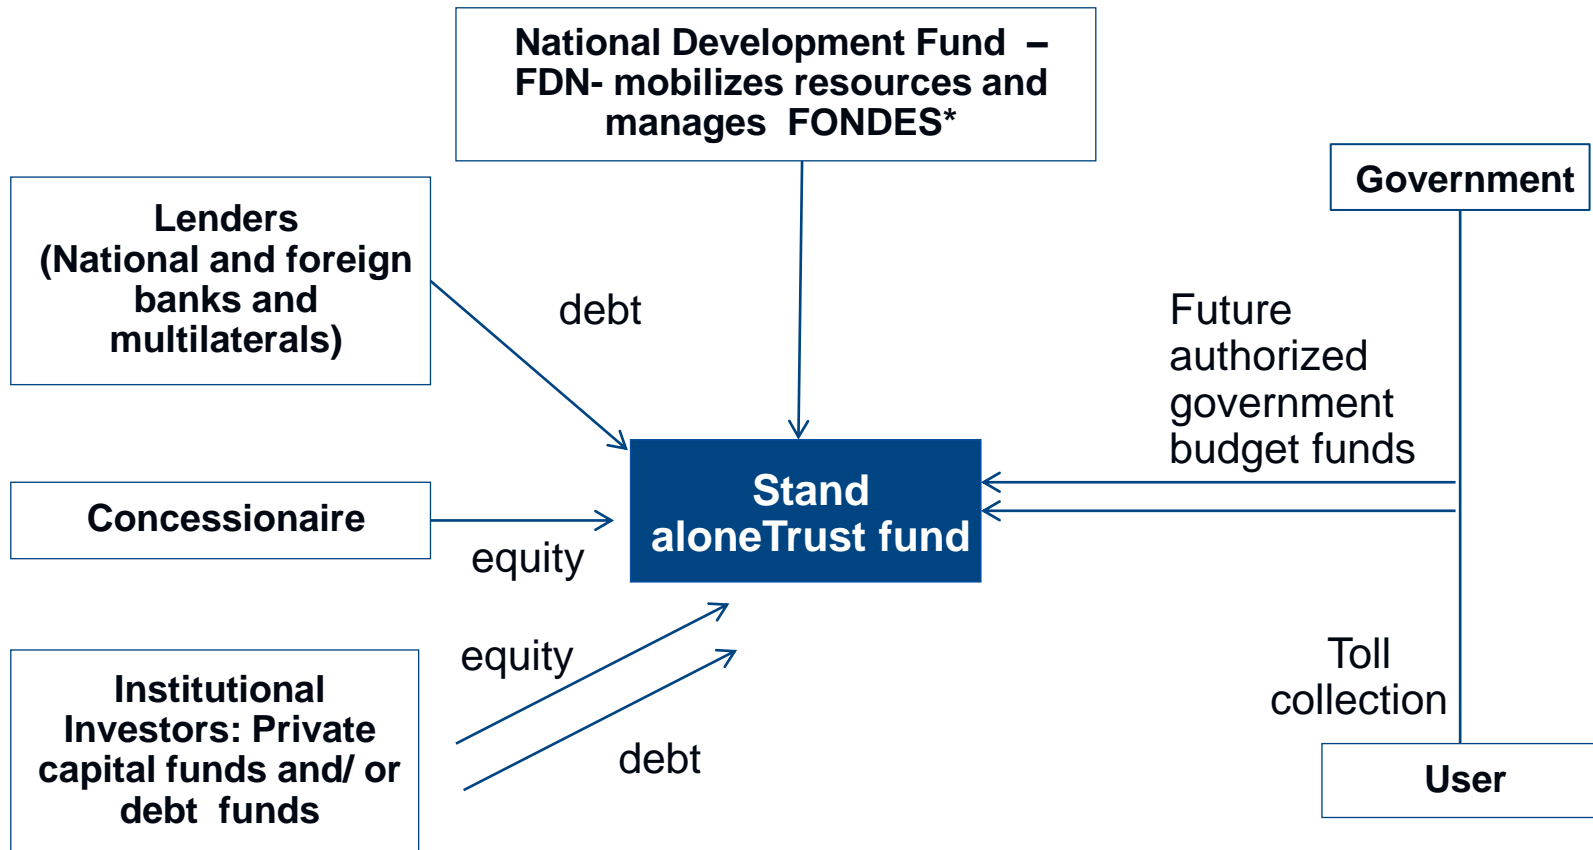 National Development Fund –
FDN- mobilizes resources and
manages FONDES*
Government
Lenders
(National and foreign
banks and
multilaterals)
debt
Future
authorized
government
budget funds
Stand
aloneTrust fund
Concessionaire
equity
equity
Institutional
Investors: Private
capital funds and/ or
debt funds
debt
Toll
collection
User